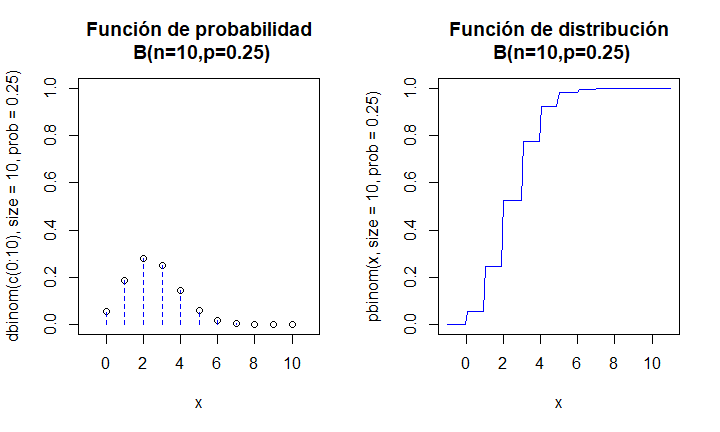 Función de probabilidad
B(n=10,p=0.25)
dbinom(c(0:10), size = 10, prob = 0.25)
1.0
0.8
0.6
0.4
0.2
0.0
0 2 4 6 8 10
x
Función de distribución
B(n=10,p=0.25)
pbinom(x, size = 10, prob = 0.25)
1.0
0.8
0.6
0.4
0.2
0.0
0 2 4 6 8 10
x